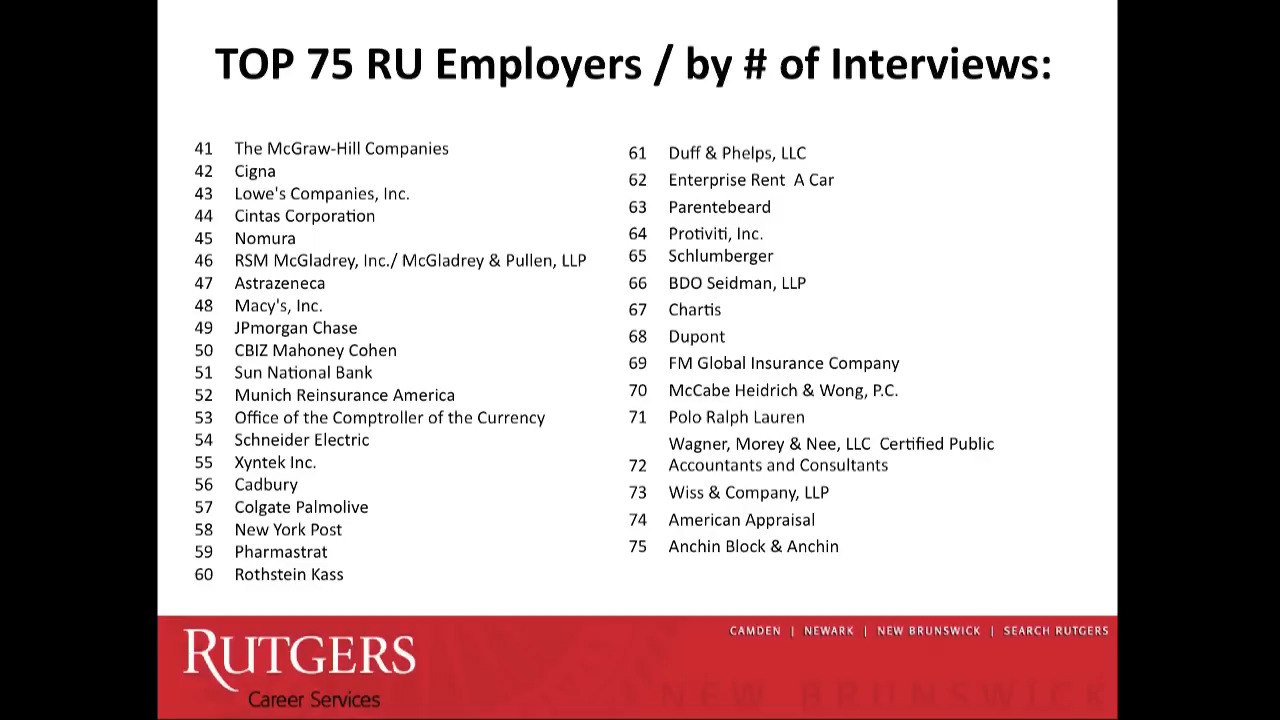 TOP 75 RU Employers / by # of Interviews:
41 The McGraw-Hill Companies
42 Cigna
43 Lowe's Companies, Inc.
44 Cintas Corporation
45 Nomura
46 RSM McGladrey, Inc./ McGladrey & Pullen, LLP
47 Astrazeneca
48 Macy's, Inc.
49 JPmorgan Chase
50 CBIZ Mahoney Cohen
51 Sun National Bank
52 Munich Reinsurance America
53 Office of the Comptroller of the Currency
54 Schneider Electric
55 Xyntek Inc.
56 Cadbury
57 Colgate Palmolive
58 New York Post
59 Pharmastrat
60 Rothstein Kass
61 Duff & Phelps, LLC
62 Enterprise Rent A Car
63 Parentebeard
64 Protiviti, Inc.
65 Schlumberger
66 BDO Seidman, LLP
67 Chartis
68 Dupont
69 FM Global Insurance Company
70 McCabe Heidrich & Wong, P.C.
71 Polo Ralph Lauren
Wagner, Morey & Nee, LLC Certified Public
72 Accountants and Consultants
73 Wiss & Company, LLP
74 American Appraisal
75 Anchin Block & Anchin
CAMDEN | NEWARK | NEW BRUNSWICK | SEARCH RUTGERS
RUTGERS
Career Services
NEW BRUNSWICK